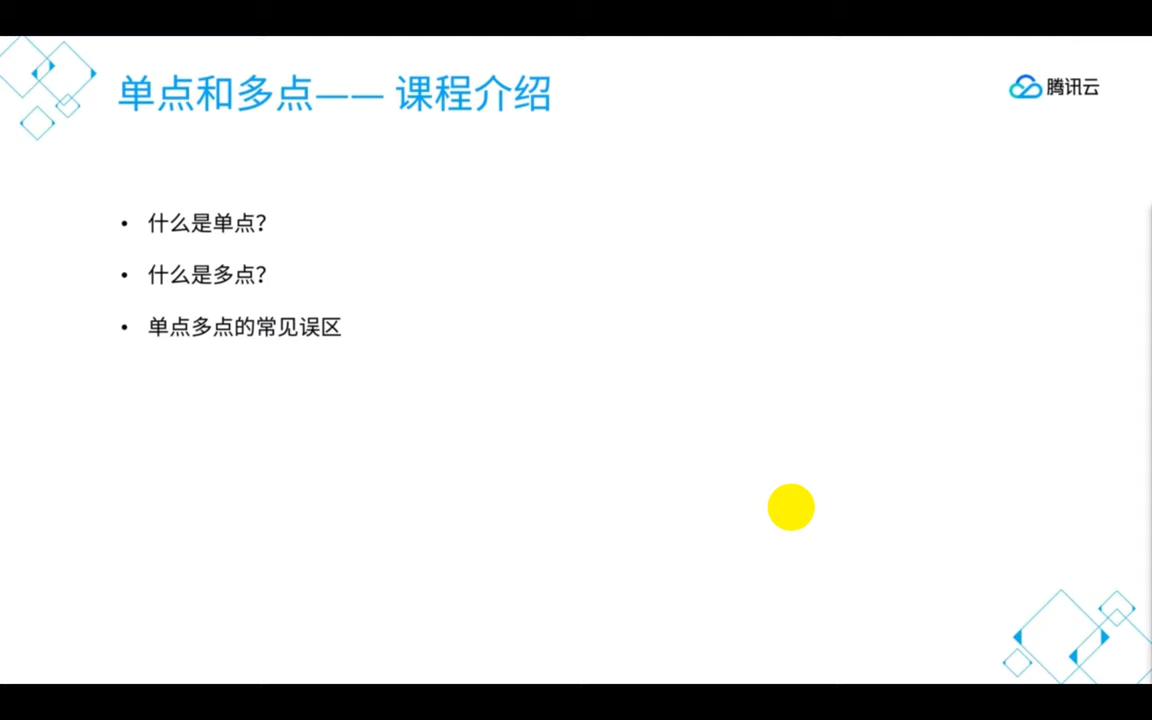 单点和多点—— 课程介绍
腾讯云
• 什么是单点？
• 什么是多点？
• 单点多点的常见误区